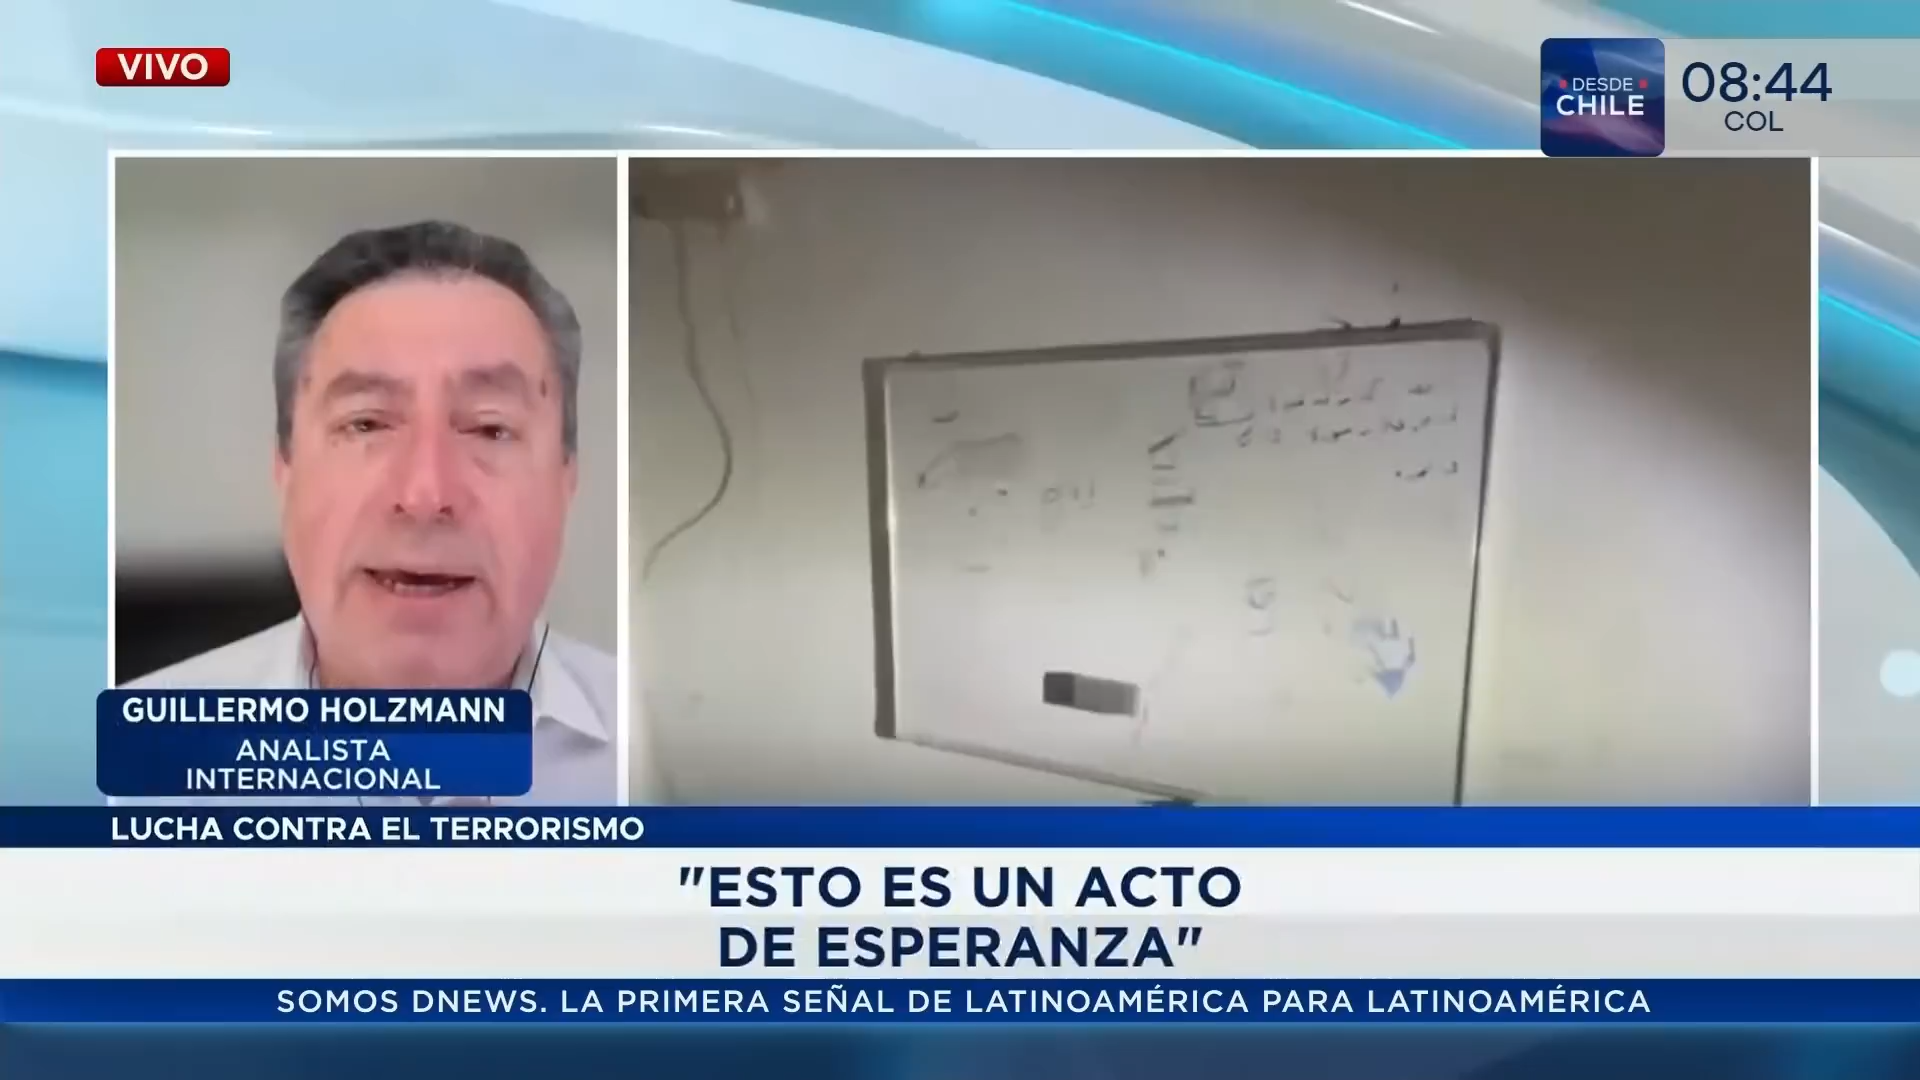 VIVO
DESDE
CHILE
08:44
COL
GUILLERMO HOLZMANN
ANALISTA
INTERNACIONAL
LUCHA CONTRA EL TERRORISMO
"ESTO ES UN ACTO
DE ESPERANZA"
SOMOS DNEWS. LA PRIMERA SEÑAL DE LATINOAMÉRICA PARA LATINOAMÉRICA